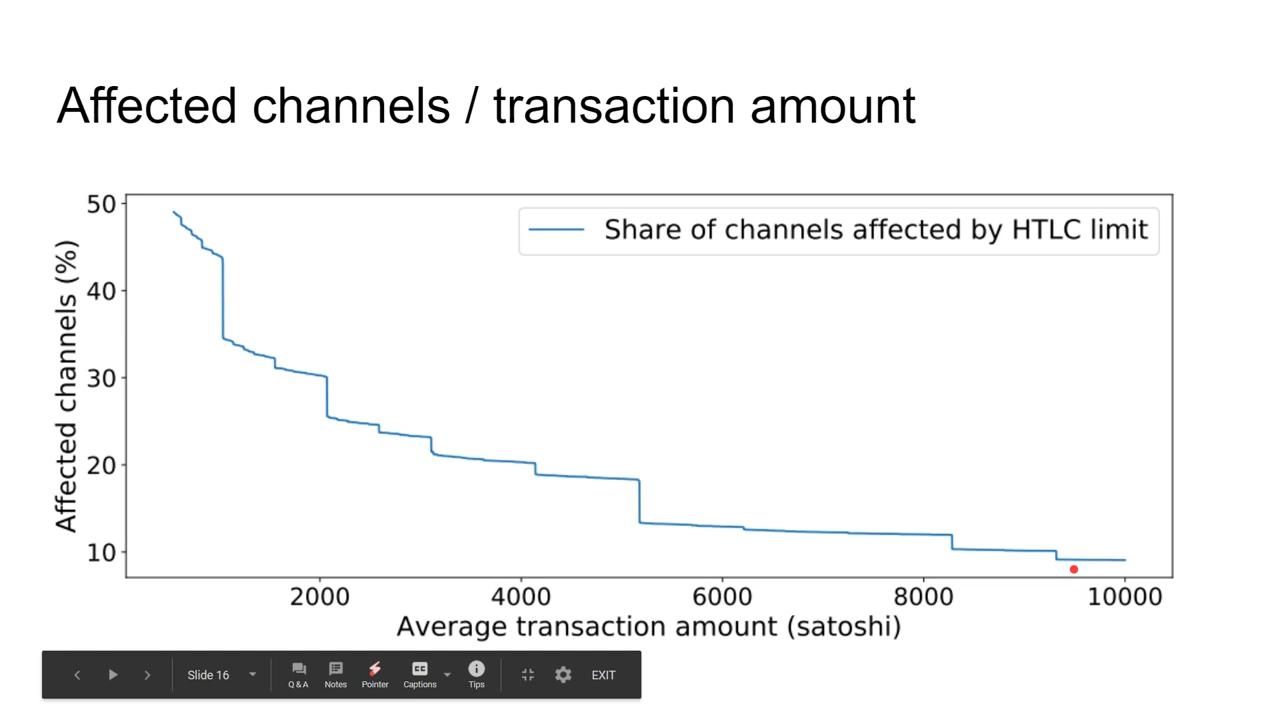 Affected channels / transaction amount
50
40
30
20
10
Affected channels (%)
Share of channels affected by HTLC limit
2000 4000 6000 8000 10000
Average transaction amount (satoshi)
Slide 16 Q & A Notes Pointer Captions Tips EXIT